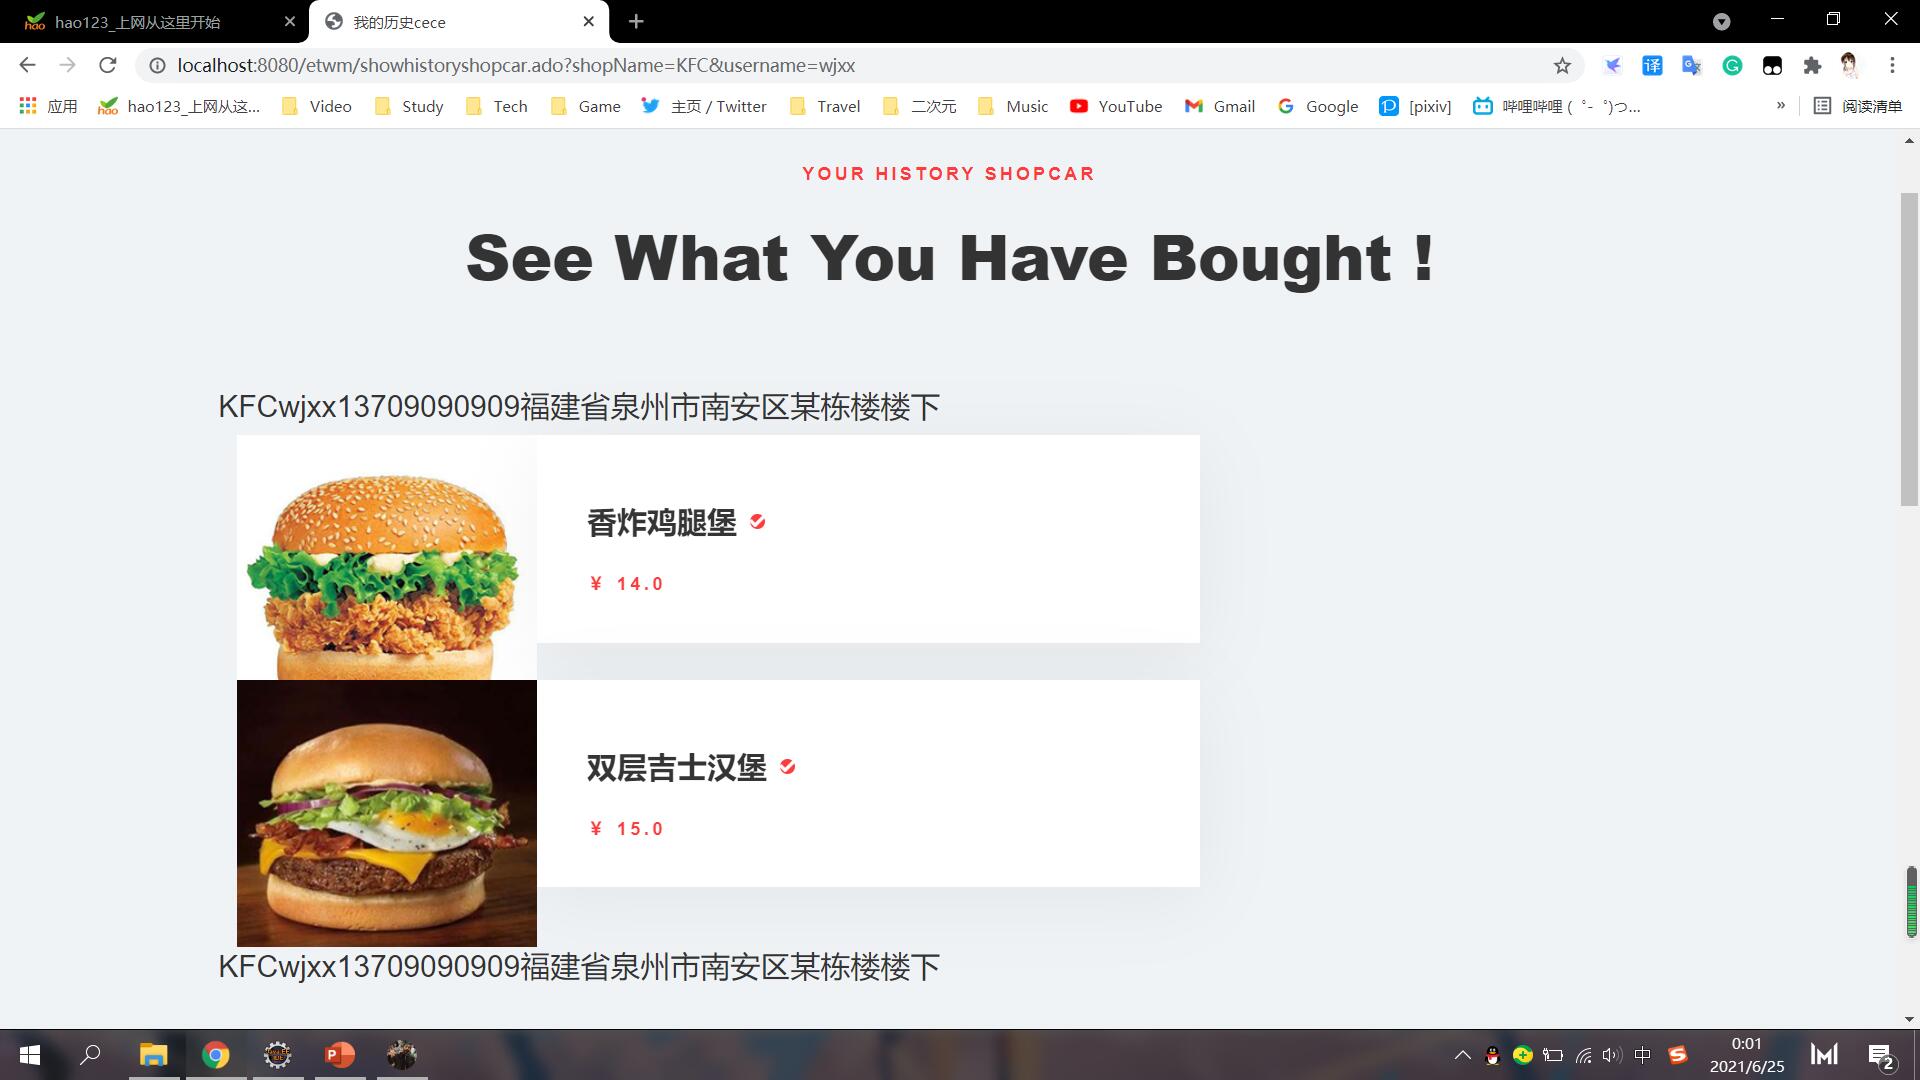 hao123_上网从这里开始
我的历史cece
localhost:8080/etwm/showhistoryshopcar.ado?shopName=KFC&username=wjxx
应用 hao123_上网从这... Video Study Tech Game 主页 / Twitter Travel 二次元 Music YouTube Gmail Google [pixiv] 哔哩哔哩 (゜-゜)つ... » 阅读清单
YOUR HISTORY SHOPCAR
See What You Have Bought !
KFCwjxx13709090909福建省泉州市南安区某栋楼楼下
香炸鸡腿堡
¥ 14.0
双层吉士汉堡
¥ 15.0
KFCwjxx13709090909福建省泉州市南安区某栋楼楼下
中
0:01
2021/6/25
2